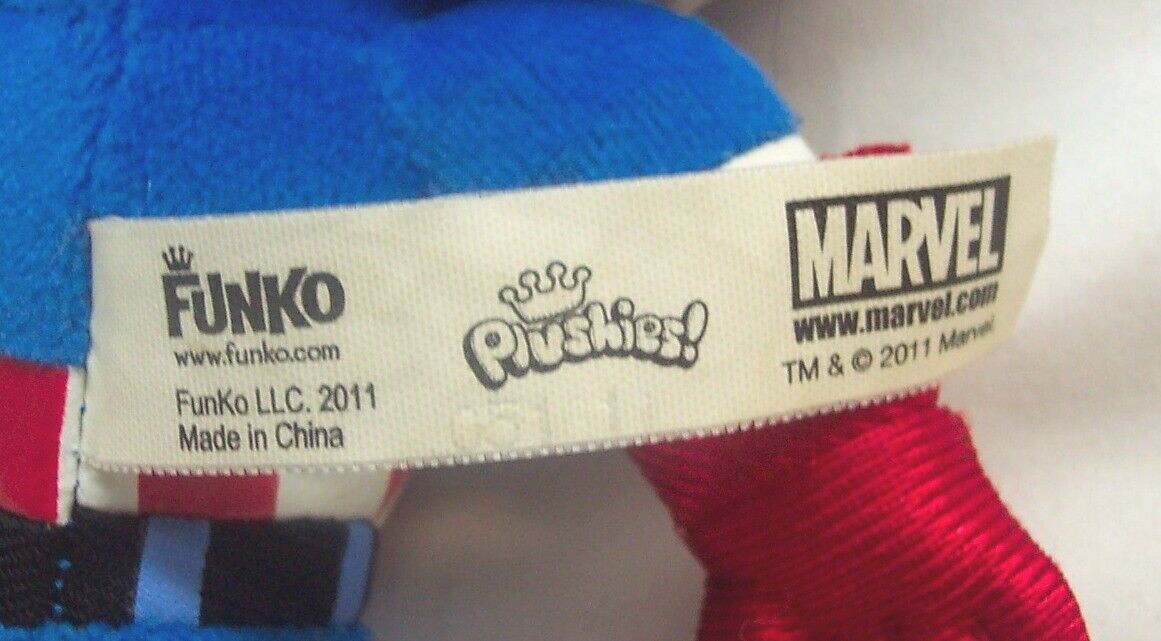 FUNKO
www.funko.com
FunKo LLC. 2011
Made in China
Plushies!
MARVEL
www.marvel.com
TM & © 2011 Marvel